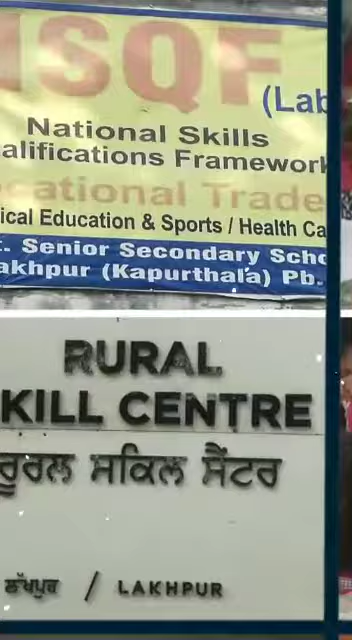 NSQF
(Lab
National Skills
alifications Framework
cational Trade
ical Education & Sports / Health Ca
t. Senior Secondary Scho
akhpur (Kapurthala) Pb.
RURAL
KILL CENTRE
ਰੂਰਲ ਸਕਿਲ ਸੈਂਟਰ
ਲੱਖਪੁਰ / LAKHPUR